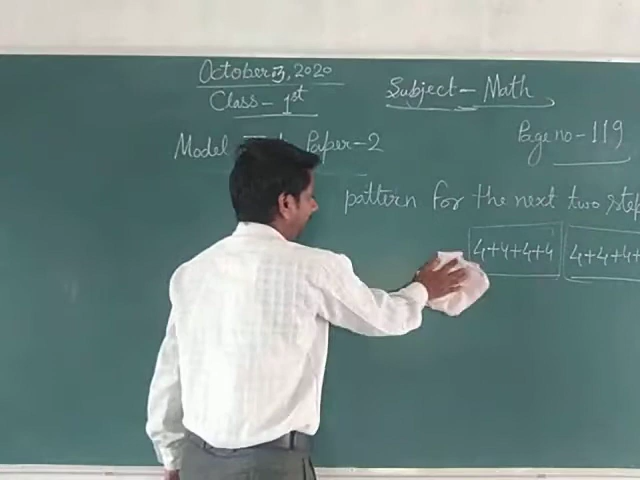 October 13, 2020
Subject - Math
Class - 1st
Page no - 119
Model Paper - 2
pattern for the next two step
4+4+4+4 4+4+4+